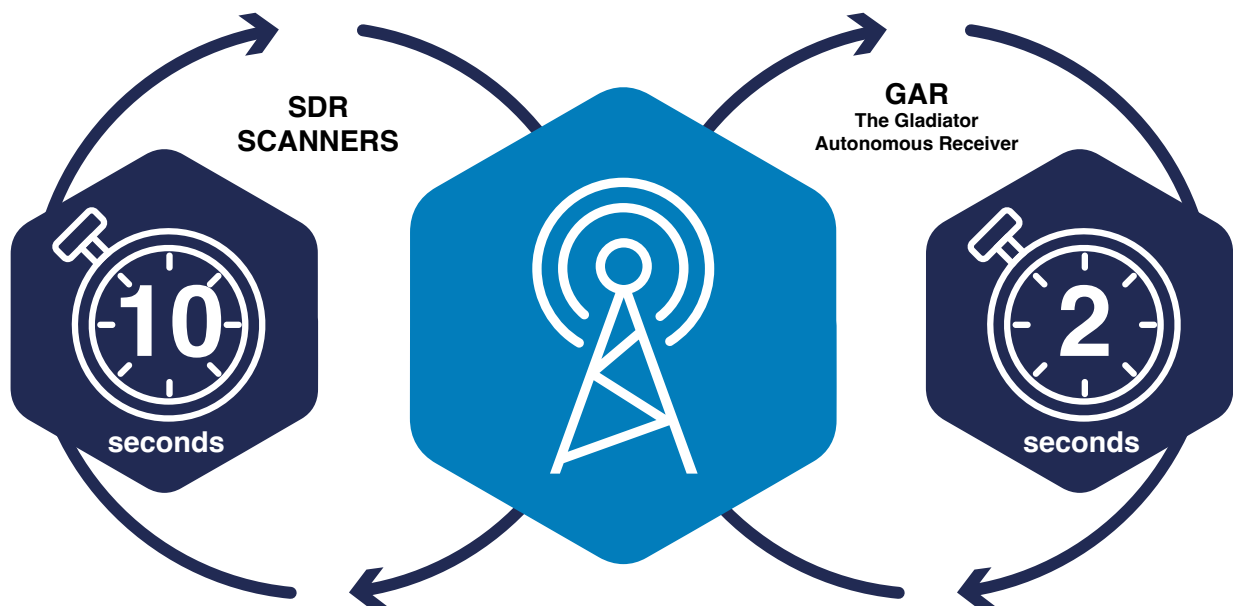 SDR
SCANNERS
GAR
The Gladiator
Autonomous Receiver
10
seconds
2
seconds